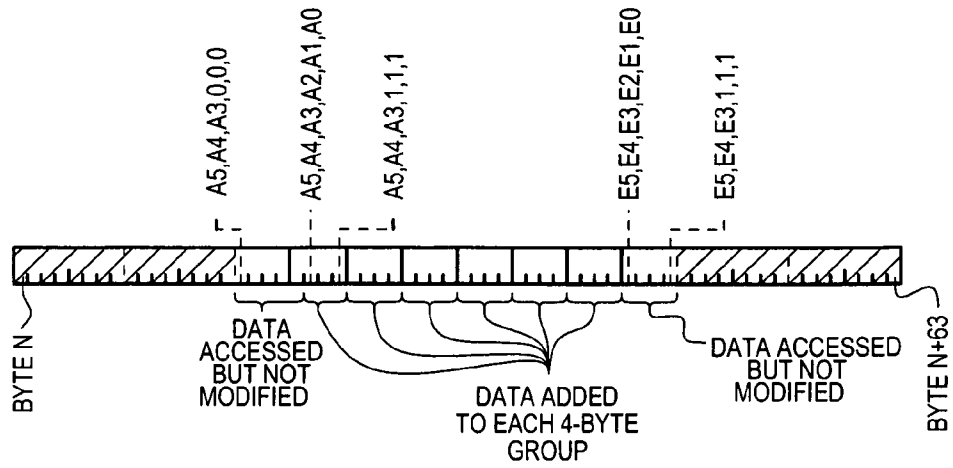 A5,A4,A3,0,0,0
A5,A4,A3,A2,A1,A0
A5,A4,A3,1,1,1
E5,E4,E3,E2,E1,E0
E5,E4,E3,1,1,1
BYTE N
DATA
ACCESSED
BUT NOT
MODIFIED
DATA ADDED
TO EACH 4-BYTE
GROUP
DATA ACCESSED
BUT NOT
MODIFIED
BYTE N+63